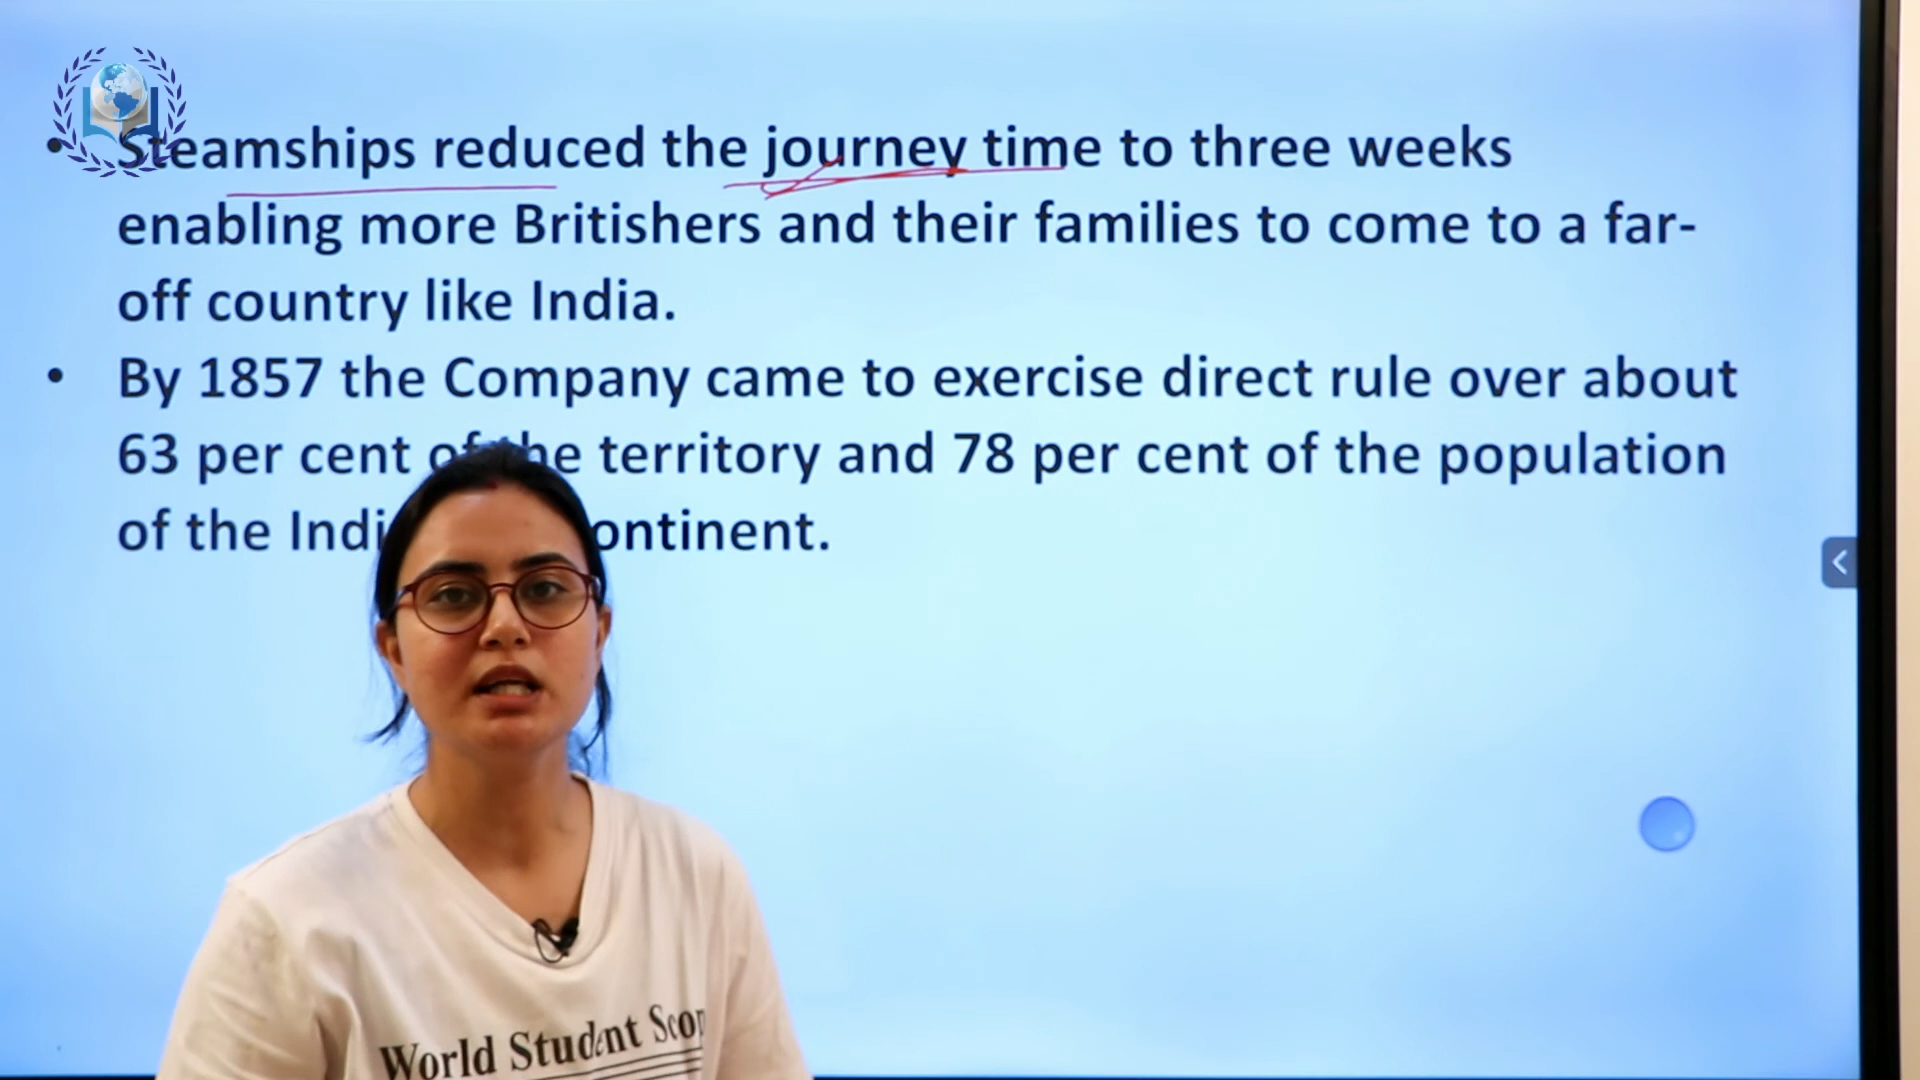 • Steamships reduced the journey time to three weeks
enabling more Britishers and their families to come to a far-
off country like India.
• By 1857 the Company came to exercise direct rule over about
63 per cent of the territory and 78 per cent of the population
of the Indi ontinent.
World Student Scop